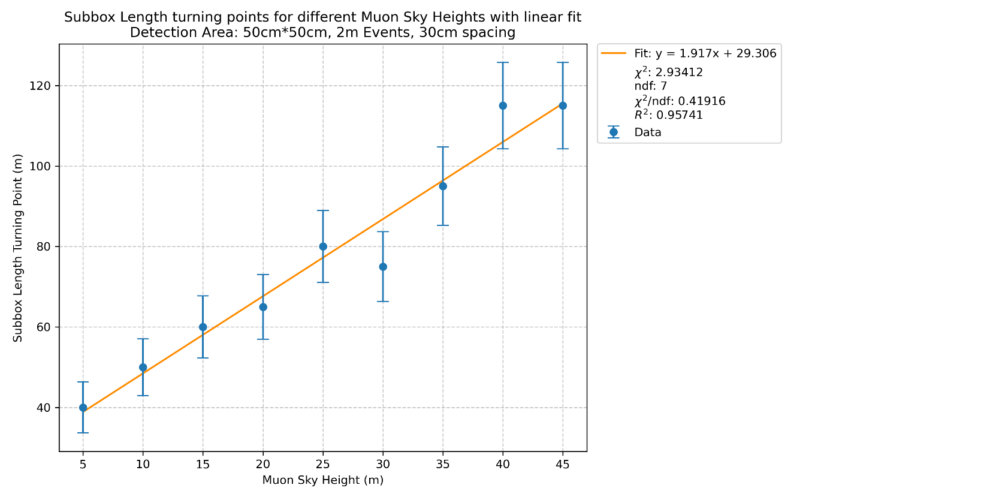 Subbox Length turning points for different Muon Sky Heights with linear fit
Detection Area: 50cm*50cm, 2m Events, 30cm spacing
Subbox Length Turning Point (m)
120
100
80
60
40
5 10 15 20 25 30 35 40 45
Muon Sky Height (m)
Fit: y = 1.917x + 29.306
χ²: 2.93412
ndf: 7
χ²/ndf: 0.41916
R²: 0.95741
Data